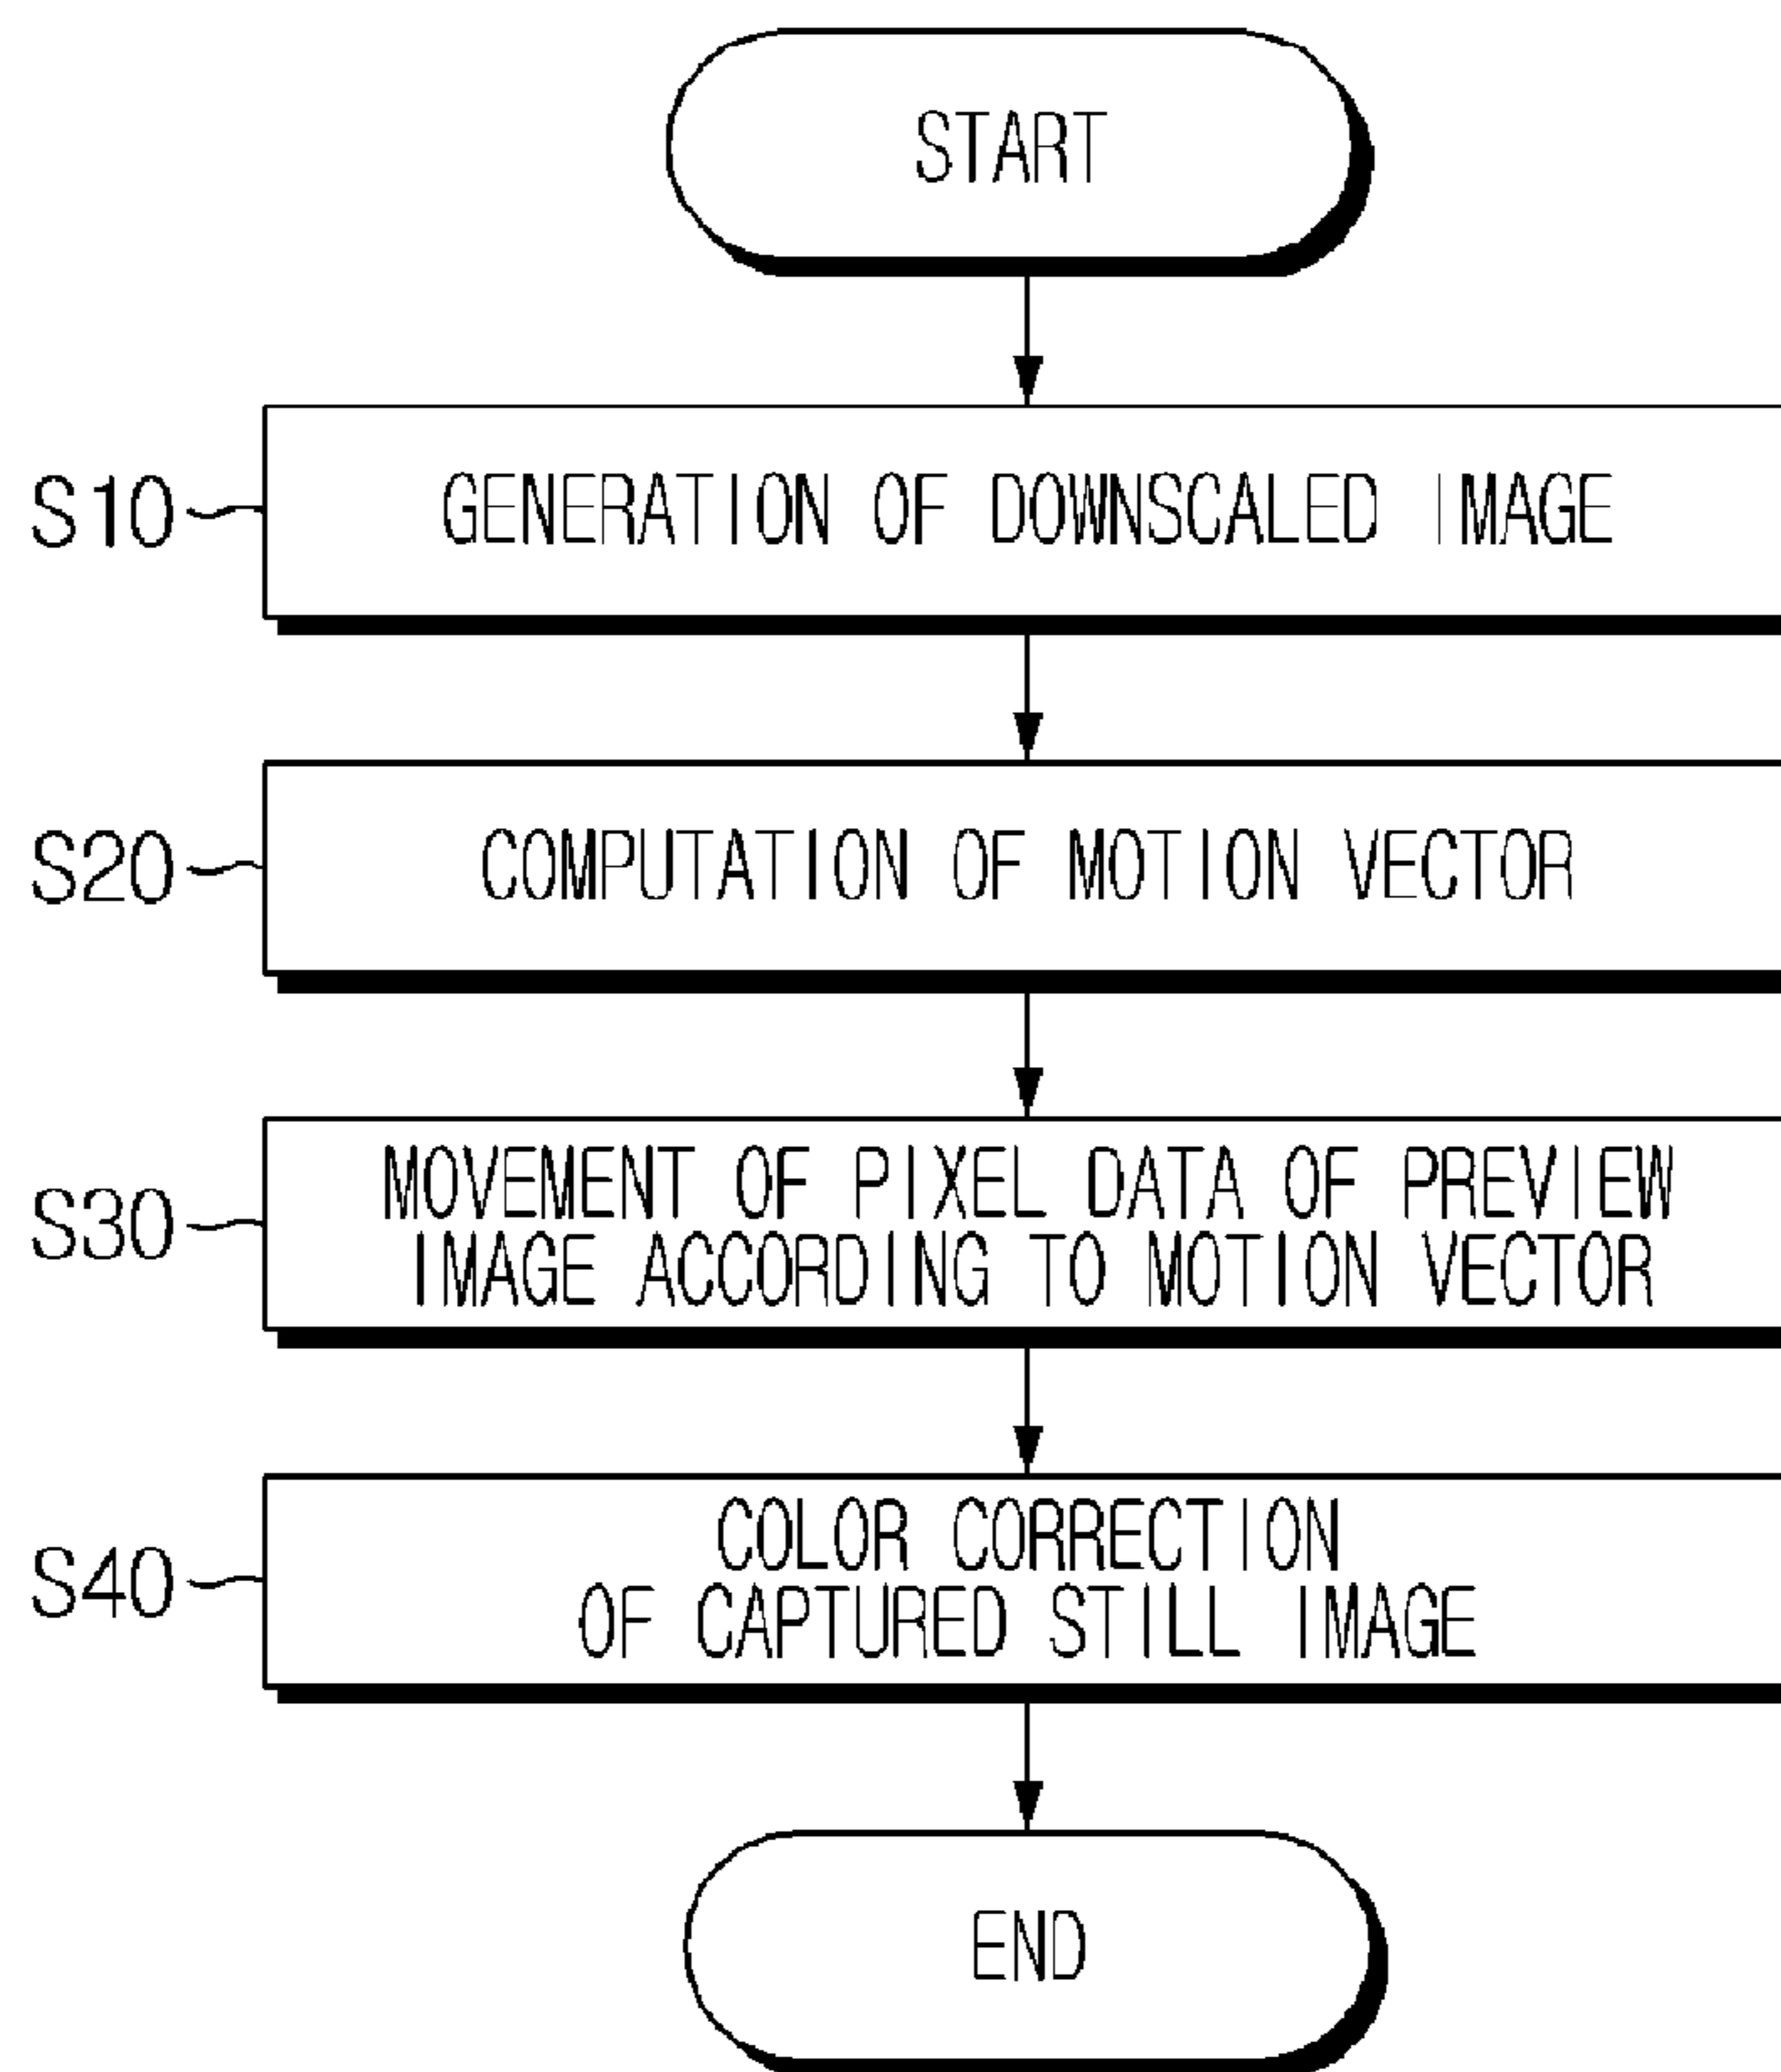 START
S10
GENERATION OF DOWNSCALED IMAGE
S20
COMPUTATION OF MOTION VECTOR
S30
MOVEMENT OF PIXEL DATA OF PREVIEW
IMAGE ACCORDING TO MOTION VECTOR
S40
COLOR CORRECTION
OF CAPTURED STILL IMAGE
END